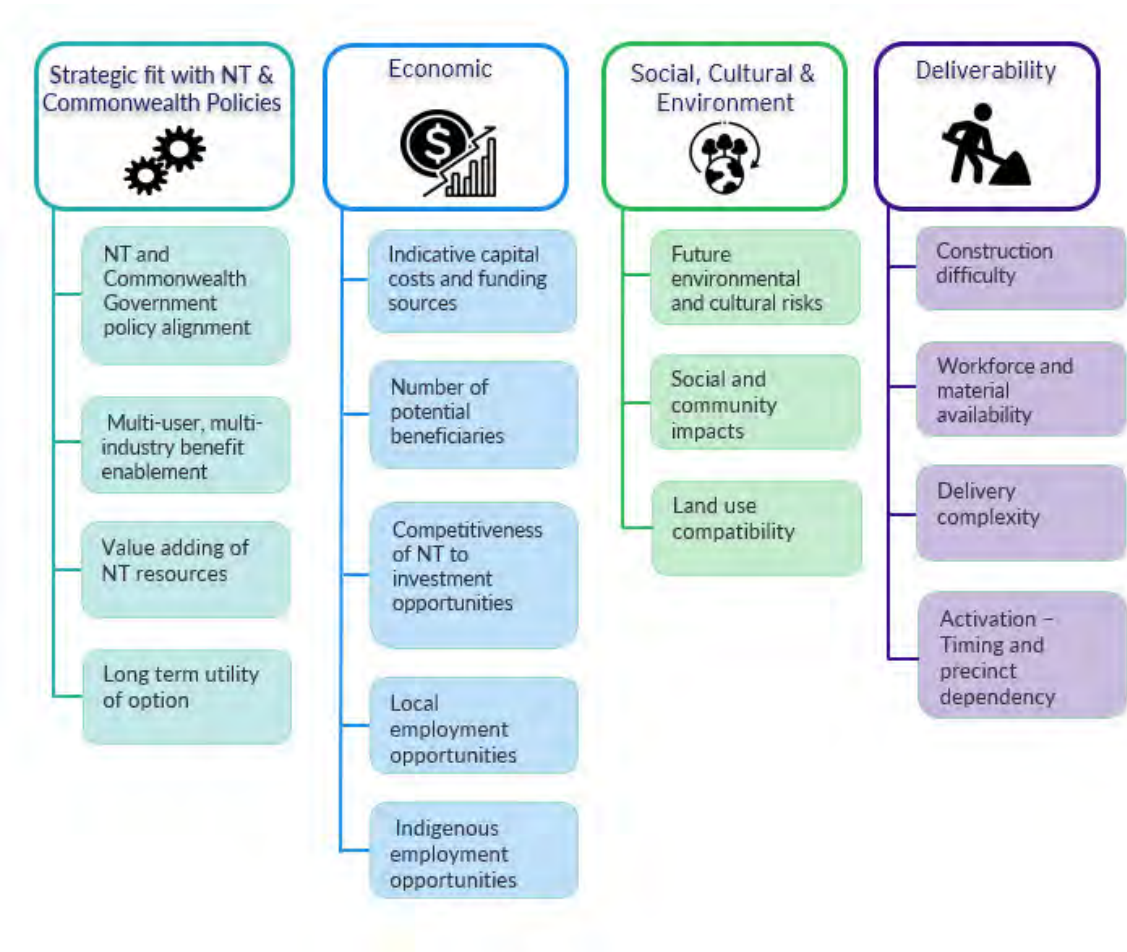 Strategic fit with NT &
Commonwealth Policies
NT and
Commonwealth
Government
policy alignment
Multi-user, multi-
industry benefit
enablement
Value adding of
NT resources
Long term utility
of option
Economic
$
Indicative capital
costs and funding
sources
Number of
potential
beneficiaries
Competitiveness
of NT to
investment
opportunities
Local
employment
opportunities
Indigenous
employment
opportunities
Social, Cultural &
Environment
Future
environmental
and cultural risks
Social and
community
impacts
Land use
compatibility
Deliverability
Construction
difficulty
Workforce and
material
availability
Delivery
complexity
Activation –
Timing and
precinct
dependency